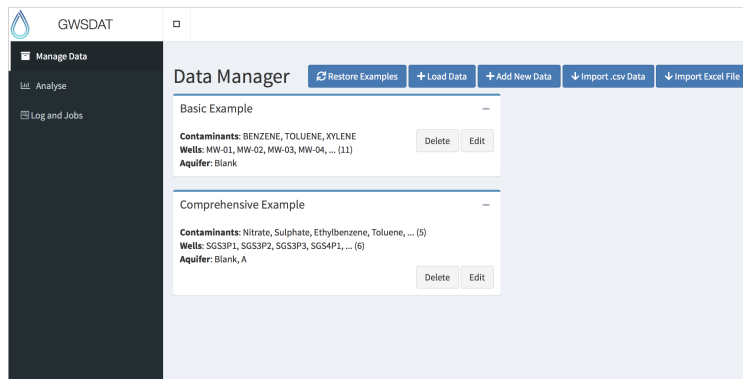 GWSDAT
Manage Data
Analyse
Log and Jobs
Data Manager
Restore Examples
Load Data
Add New Data
Import .csv Data
Import Excel File
Basic Example
Contaminants: BENZENE, TOLUENE, XYLENE
Wells: MW-01, MW-02, MW-03, MW-04, ... (11)
Aquifer: Blank
Delete
Edit
Comprehensive Example
Contaminants: Nitrate, Sulphate, Ethylbenzene, Toluene, ... (5)
Wells: SGS3P1, SGS3P2, SGS3P3, SGS4P1, ... (6)
Aquifer: Blank, A
Delete
Edit